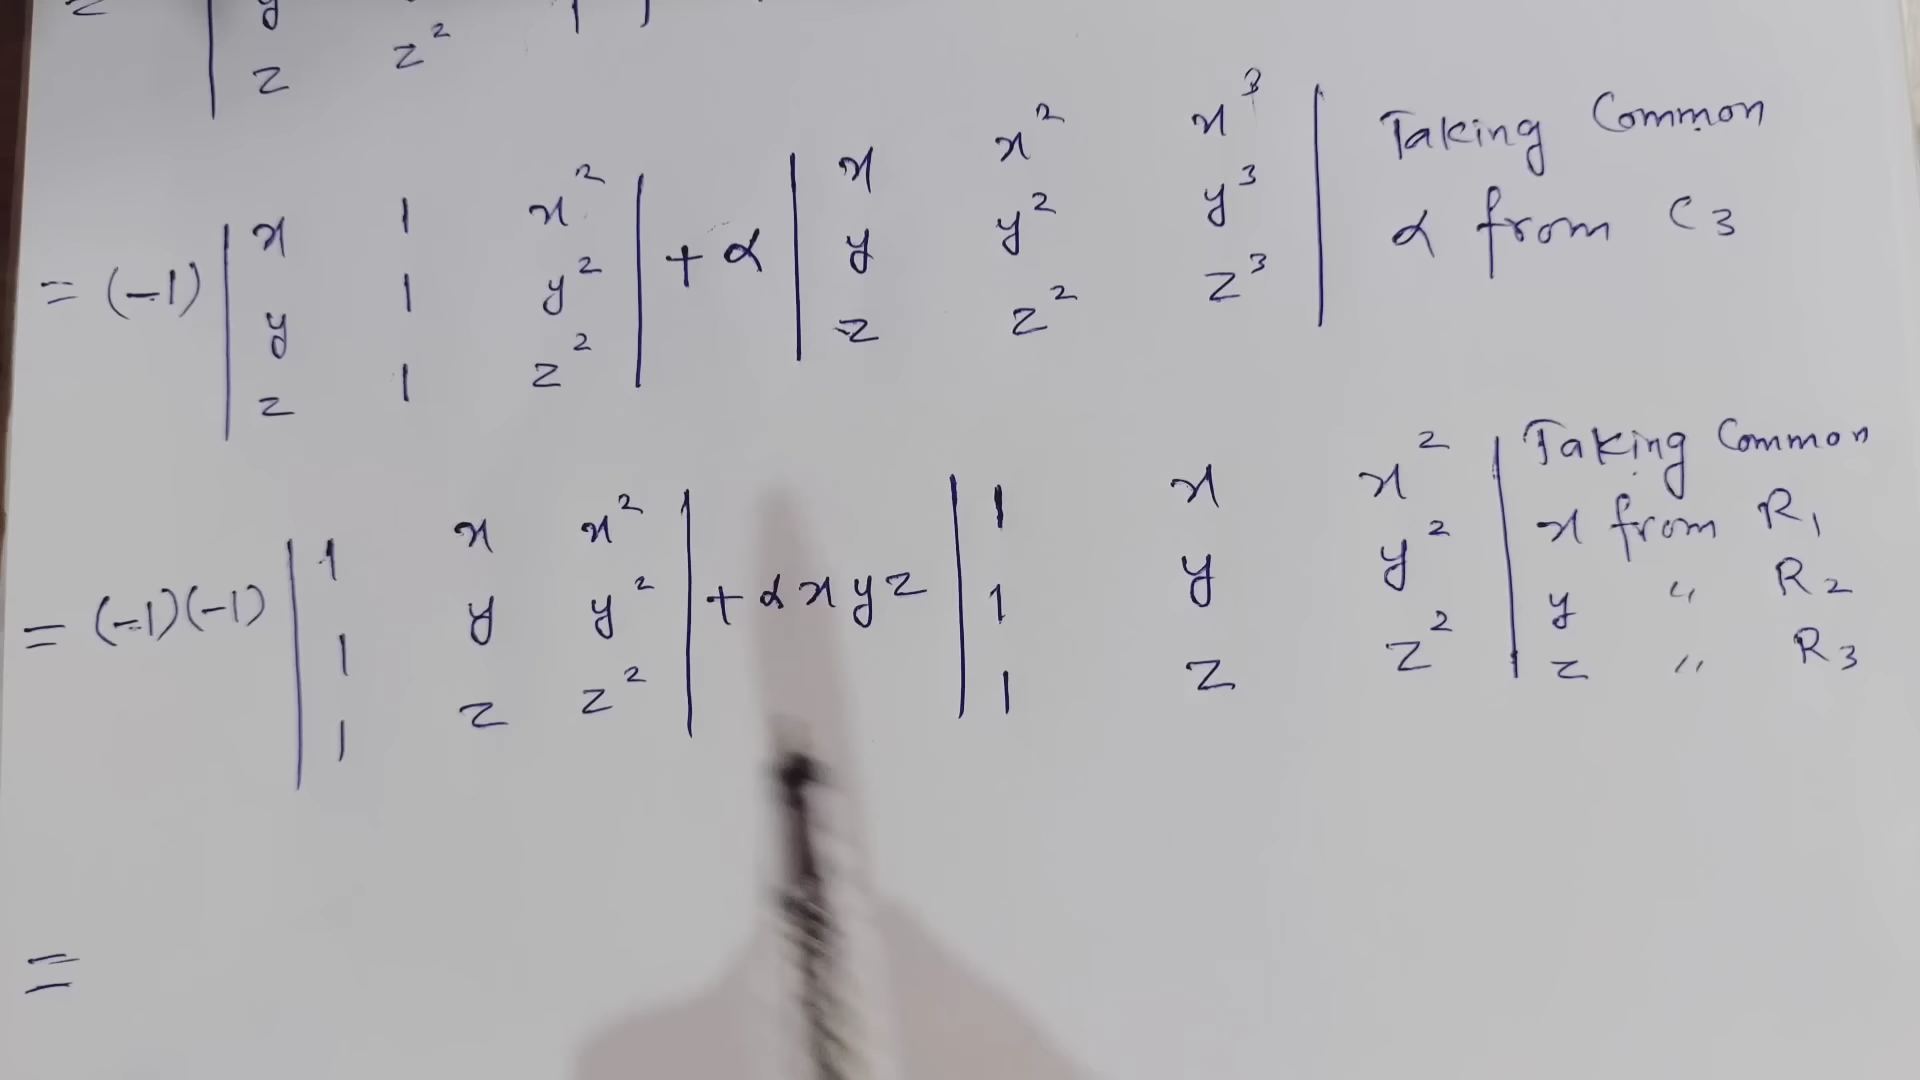 = | y
z z² 1 |
= (-1) | x 1 x² | + α | x x² x³ | Taking Common
y 1 y² y y² y³ α from C3
z 1 z² z z² z³
= (-1)(-1) | 1 x x² | + α x y z | 1 x x² | Taking Common
1 y y² 1 y y² x from R1
1 z z² 1 z z² y " R2
z " R3
=